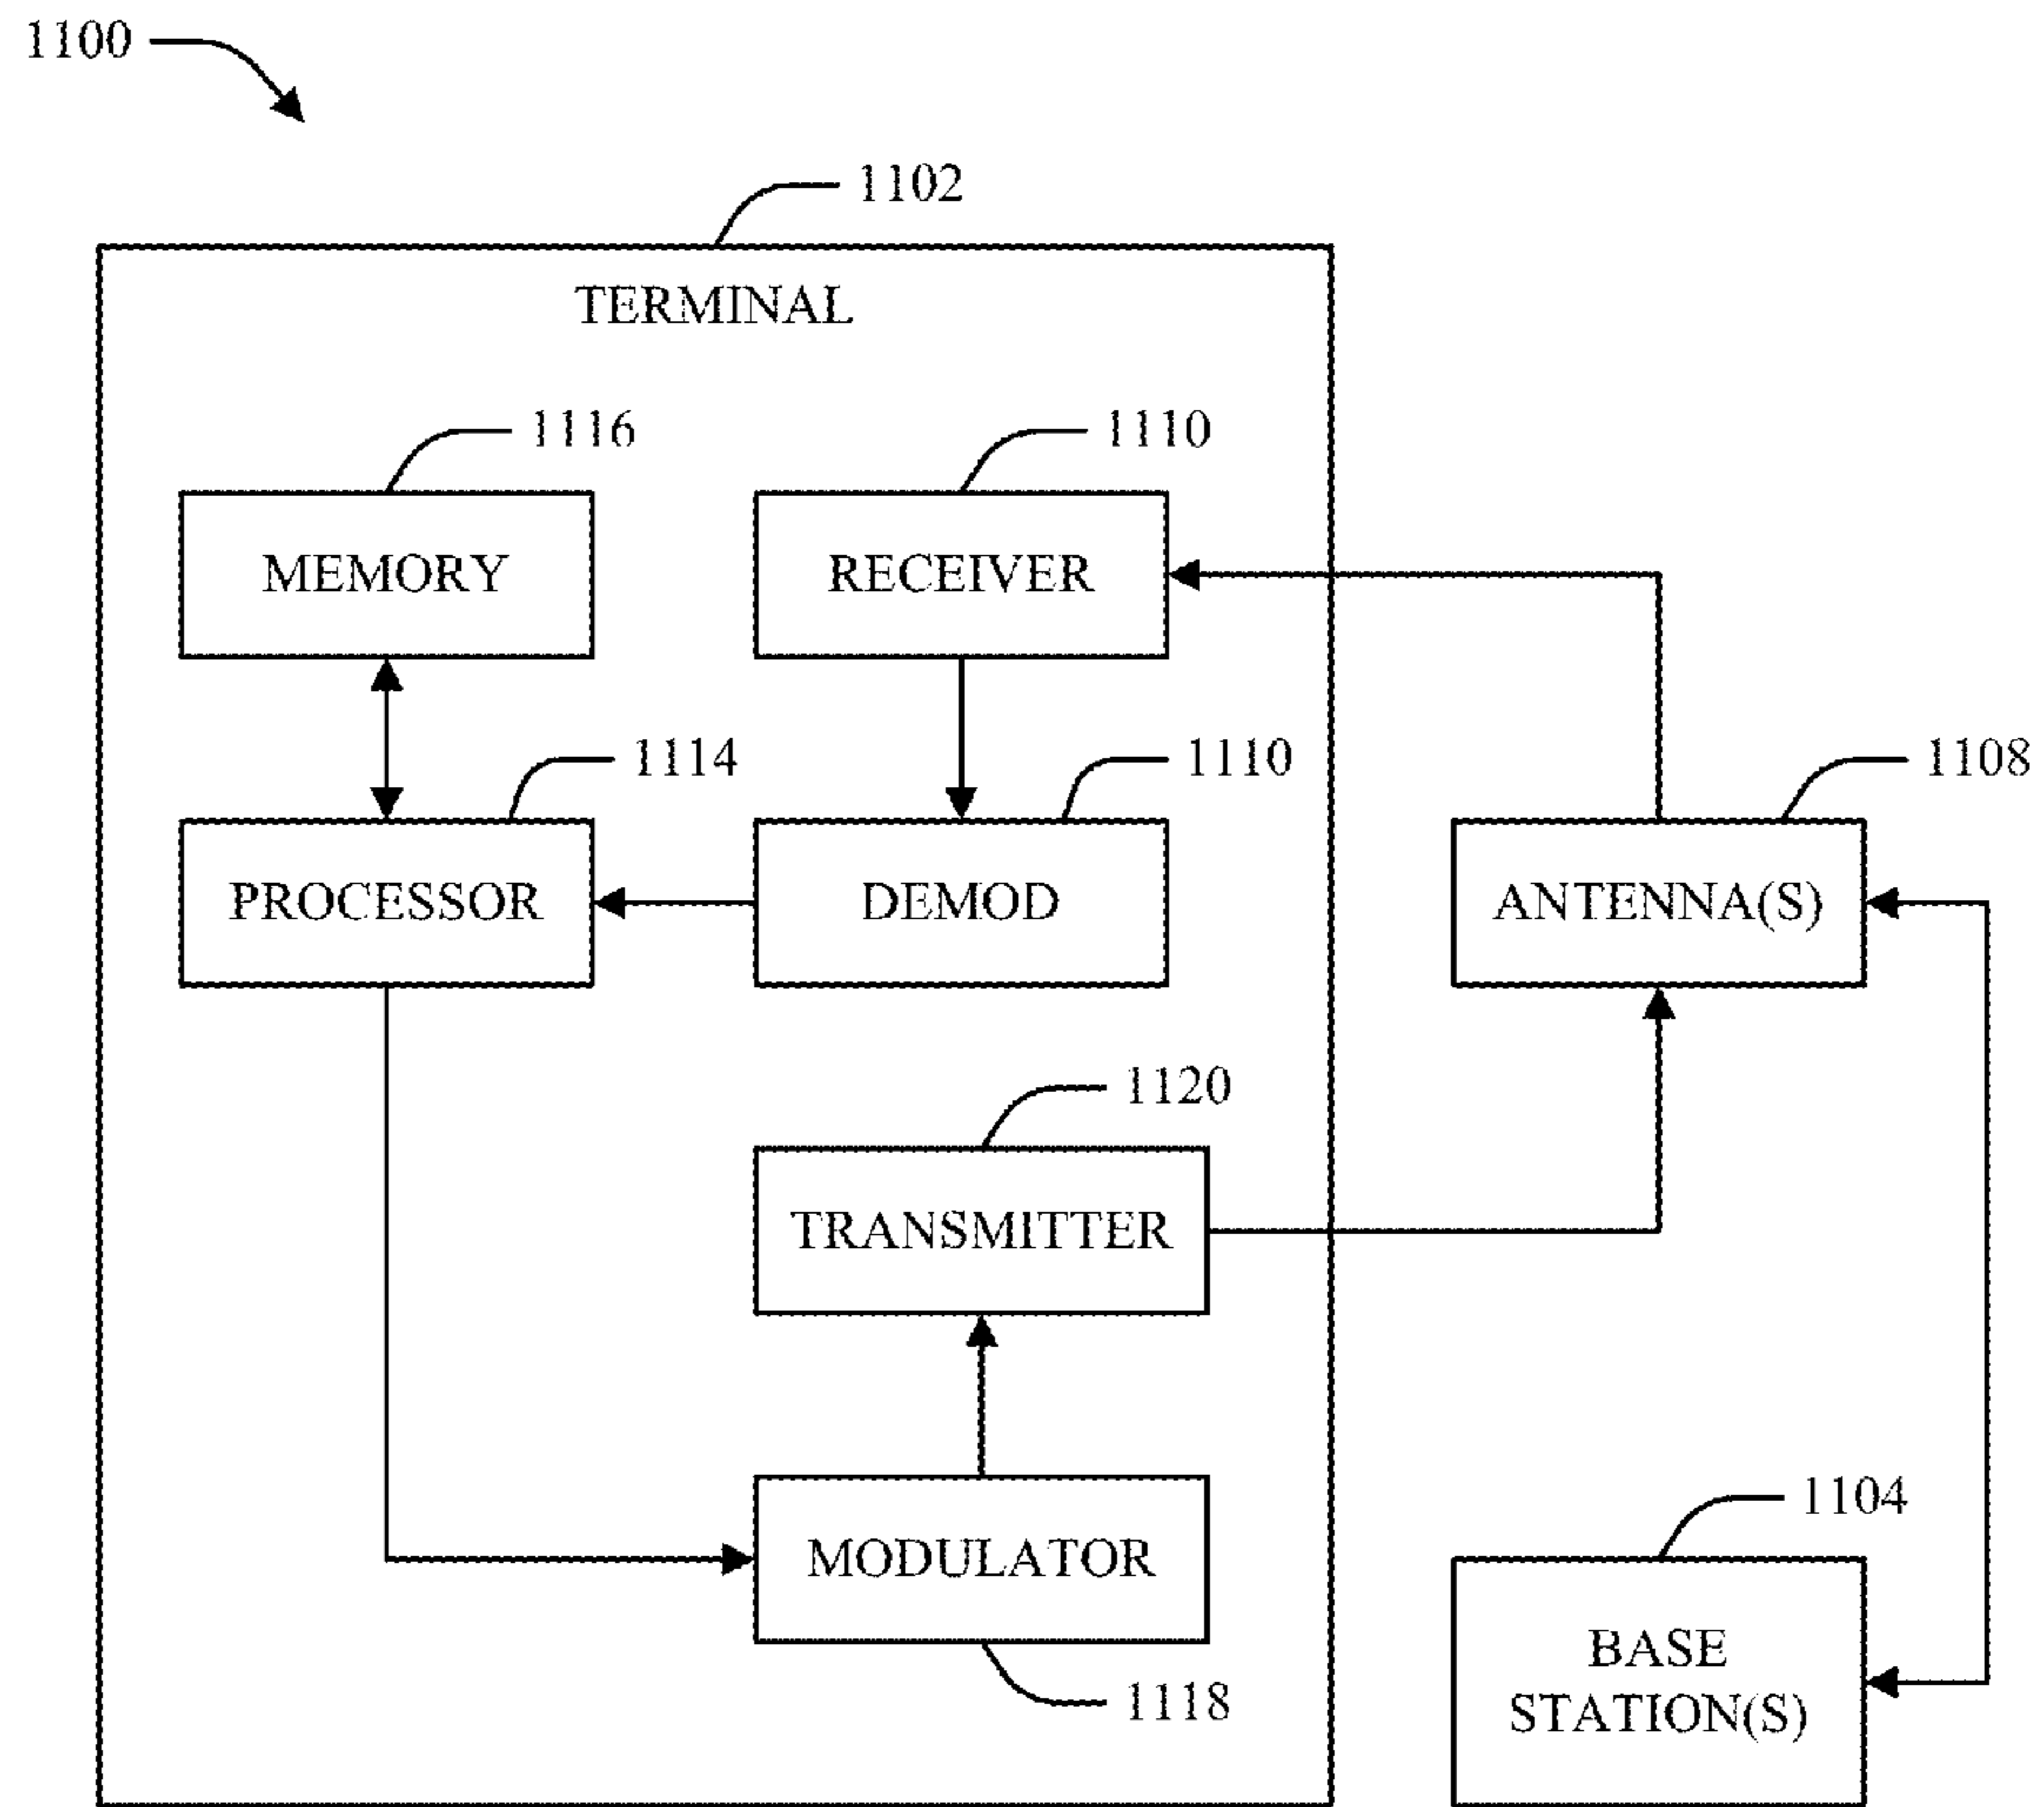 1100
1102
TERMINAL
1116
1110
MEMORY
RECEIVER
1114
1110
1108
PROCESSOR
DEMOD
ANTENNA(S)
1120
TRANSMITTER
1104
MODULATOR
BASE
STATION(S)
1118